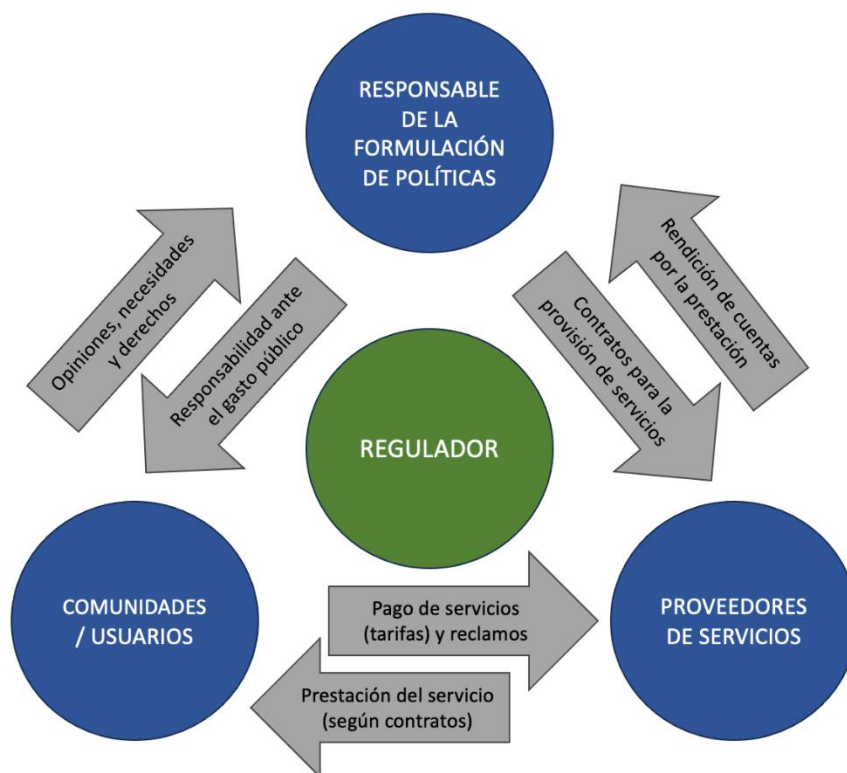 RESPONSABLE
DE LA
FORMULACIÓN
DE POLÍTICAS
Opiniones, necesidades
y derechos
Responsabilidad ante
el gasto público
Contratos para la
provisión de servicios
Rendición de cuentas
por la prestación
REGULADOR
COMUNIDADES
/ USUARIOS
Pago de servicios
(tarifas) y reclamos
Prestación del servicio
(según contratos)
PROVEEDORES
DE SERVICIOS